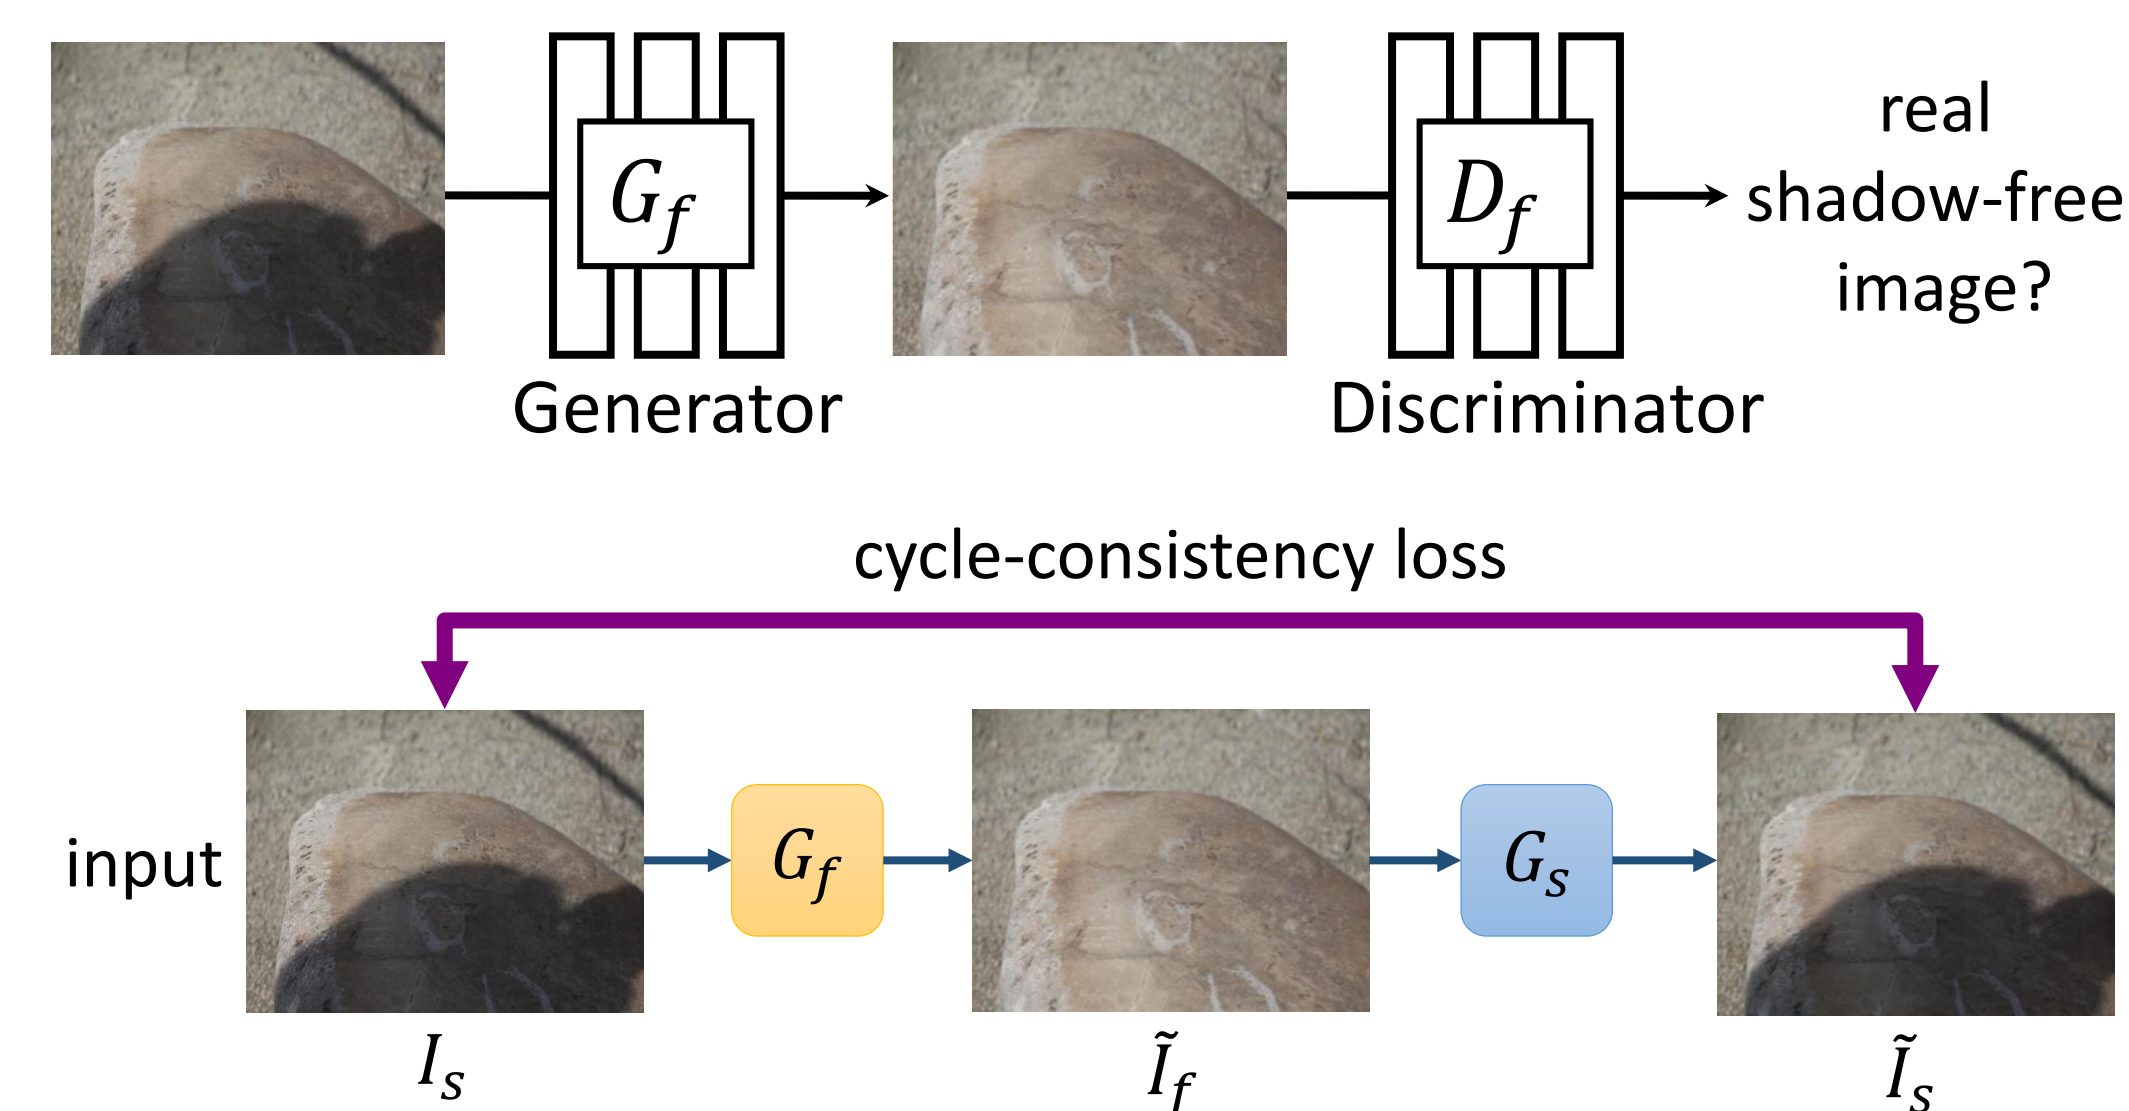 G_f
D_f
real
shadow-free
image?
Generator
Discriminator
cycle-consistency loss
input
G_f
G_s
I_s
Ĩ_f
Ĩ_s